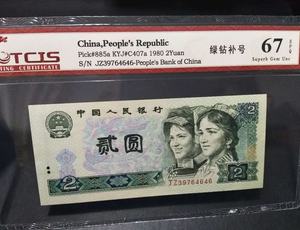 TCIS
China,People's Republic
Pick#885a KYJ#C407a 1980 2Yuan
S/N JZ39764646-People's Bank of China
绿钻补号
67 EPQ
Superb Gem Unc
CERTIFICATE
中国人民银行
贰圆
2
JZ39764646
2